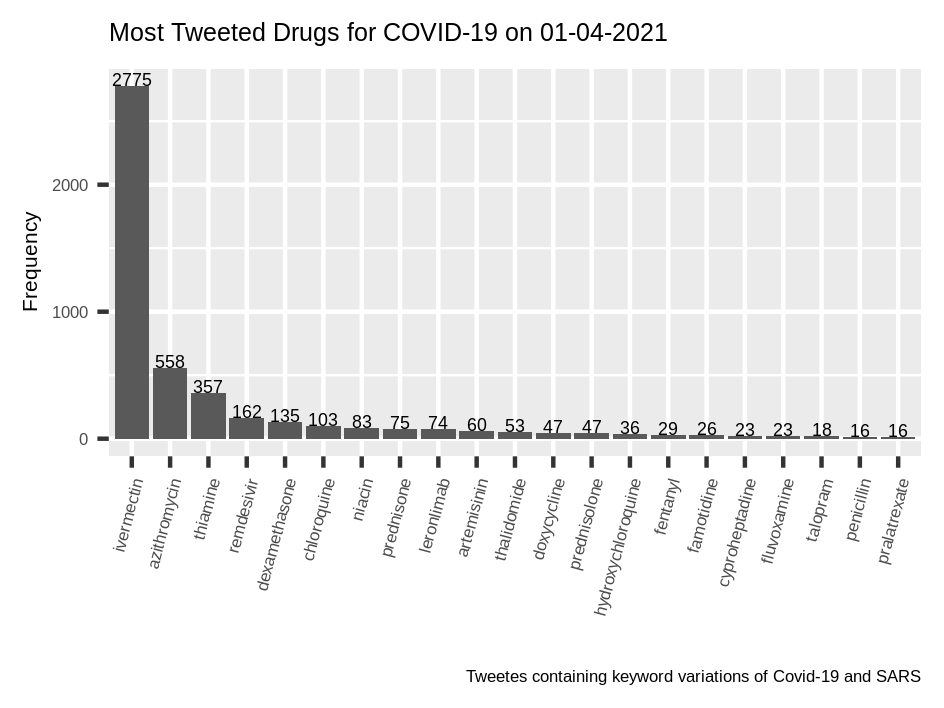 Most Tweeted Drugs for COVID-19 on 01-04-2021
Frequency
2000
1000
0
2775
558
357
162
135
103
83
75
74
60
53
47
47
36
29
26
23
23
18
16
16
ivermectin
azithromycin
thiamine
remdesivir
dexamethasone
chloroquine
niacin
prednisone
leronlimab
artemisinin
thalidomide
doxycycline
prednisolone
hydroxychloroquine
fentanyl
famotidine
cyproheptadine
fluvoxamine
talopram
penicillin
pralatrexate
Tweetes containing keyword variations of Covid-19 and SARS